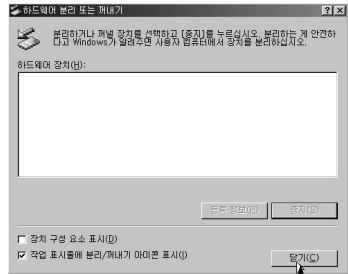 하드웨어 분리 또는 꺼내기
분리하거나 꺼낼 장치를 선택하고 [중지]를 누르십시오. 분리하는 게 안전하
다고 Windows가 알려주면 사용자 컴퓨터에서 장치를 분리하십시오.
하드웨어 장치(H):
등록 정보(P)
중지(S)
장치 구성 요소 표시(D)
작업 표시줄에 분리/꺼내기 아이콘 표시(I)
닫기(C)